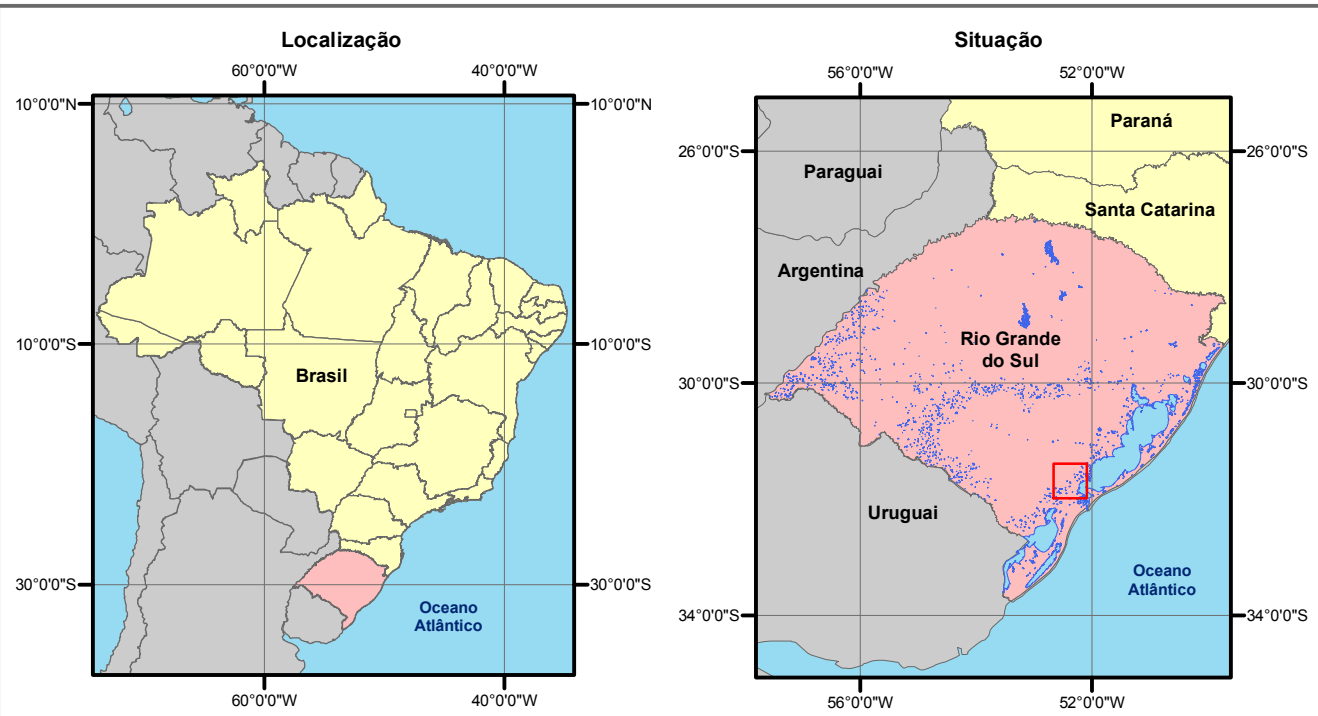 Localização
60°0'0"W
40°0'0"W
10°0'0"N
10°0'0"N
10°0'0"S
10°0'0"S
Brasil
30°0'0"S
30°0'0"S
Oceano
Atlântico
60°0'0"W
40°0'0"W
Situação
56°0'0"W
52°0'0"W
Paraná
26°0'0"S
26°0'0"S
Paraguai
Santa Catarina
Argentina
Rio Grande
do Sul
30°0'0"S
30°0'0"S
Uruguai
Oceano
Atlântico
34°0'0"S
34°0'0"S
56°0'0"W
52°0'0"W